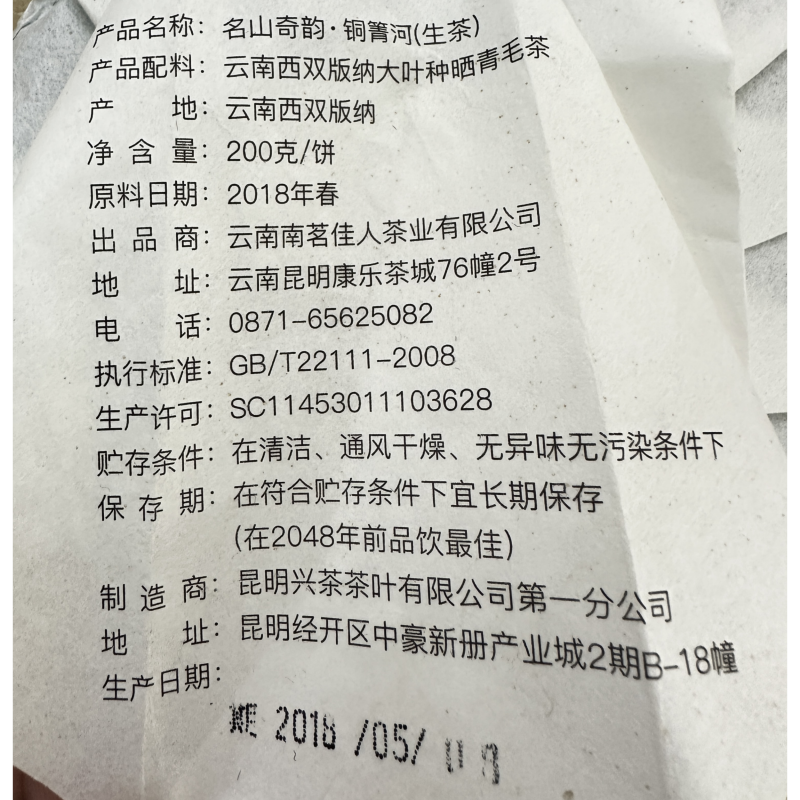 产品名称：名山奇韵·铜箐河(生茶)
产品配料：云南西双版纳大叶种晒青毛茶
产 地：云南西双版纳
净 含 量：200克/饼
原料日期：2018年春
出 品 商：云南南茗佳人茶业有限公司
地 址：云南昆明康乐茶城76幢2号
电 话：0871-65625082
执行标准：GB/T22111-2008
生产许可：SC11453011103628
贮存条件：在清洁、通风干燥、无异味无污染条件下
保 存 期：在符合贮存条件下宜长期保存
(在2048年前品饮最佳)
制 造 商：昆明兴茶茶叶有限公司第一分公司
地 址：昆明经开区中豪新册产业城2期B-18幢
生产日期：
2018 /05/